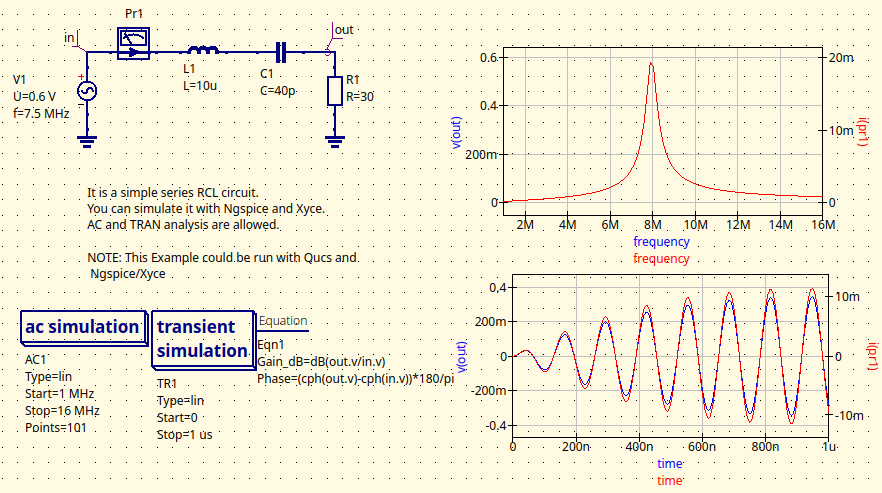 Pr1
in
out
V1
U=0.6 V
f=7.5 MHz
L1
L=10u
C1
C=40p
R1
R=30
It is a simple series RCL circuit.
You can simulate it with Ngspice and Xyce.
AC and TRAN analysis are allowed.
NOTE: This Example could be run with Qucs and
Ngspice/Xyce
ac simulation
AC1
Type=lin
Start=1 MHz
Stop=16 MHz
Points=101
transient
simulation
TR1
Type=lin
Start=0
Stop=1 us
Equation
Eqn1
Gain_dB=dB(out.v/in.v)
Phase=(cph(out.v)-cph(in.v))*180/pi
v(out)
0.6
0.4
200m
0
20m
10m
0
i(pr1)
2M 4M 6M 8M 10M 12M 14M 16M
frequency
frequency
v(out)
0,4
200m
0
-200m
-0,4
10m
0
-10m
i(pr1)
0 200n 400n 600n 800n 1u
time
time